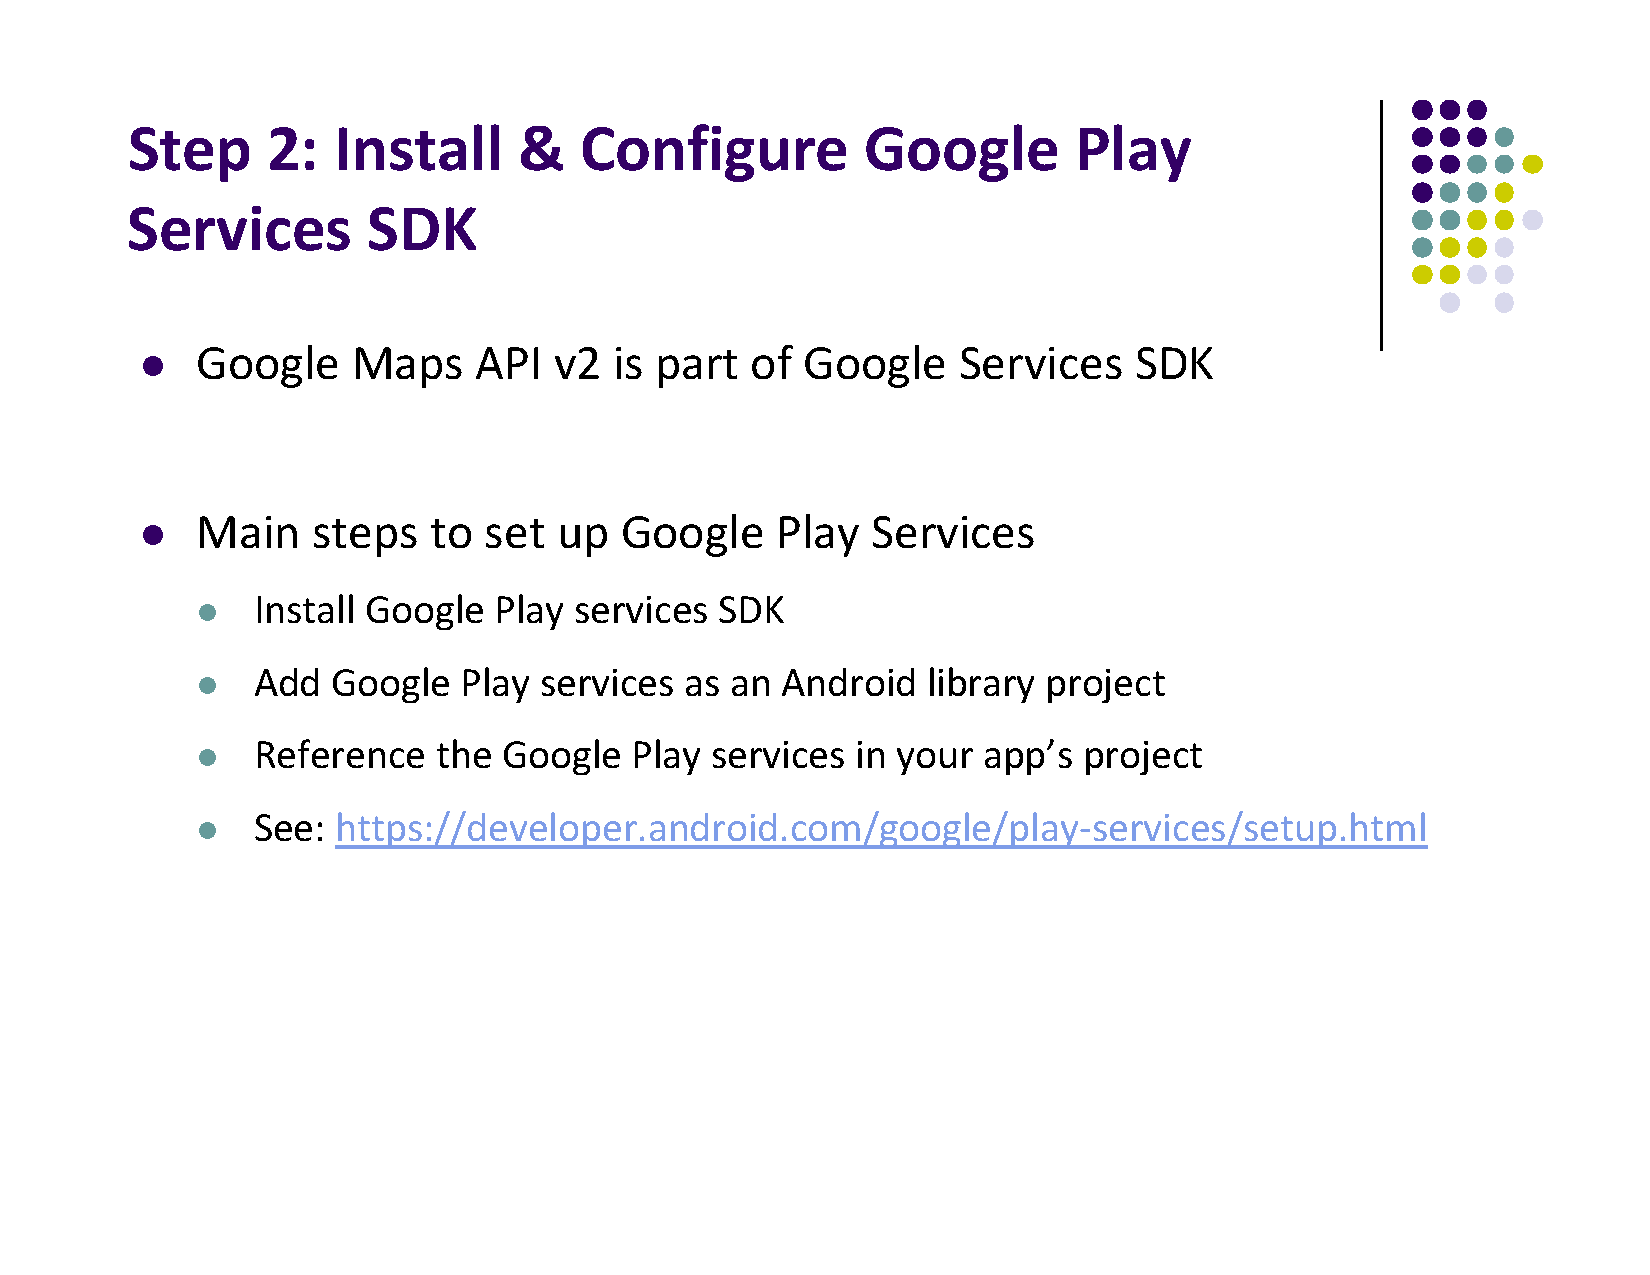 Step 2: Install & Configure Google Play
Services SDK
Google Maps API v2 is part of Google Services SDK
Main steps to set up Google Play Services
Install Google Play services SDK
Add Google Play services as an Android library project
Reference the Google Play services in your app’s project
See: https://developer.android.com/google/play-services/setup.html